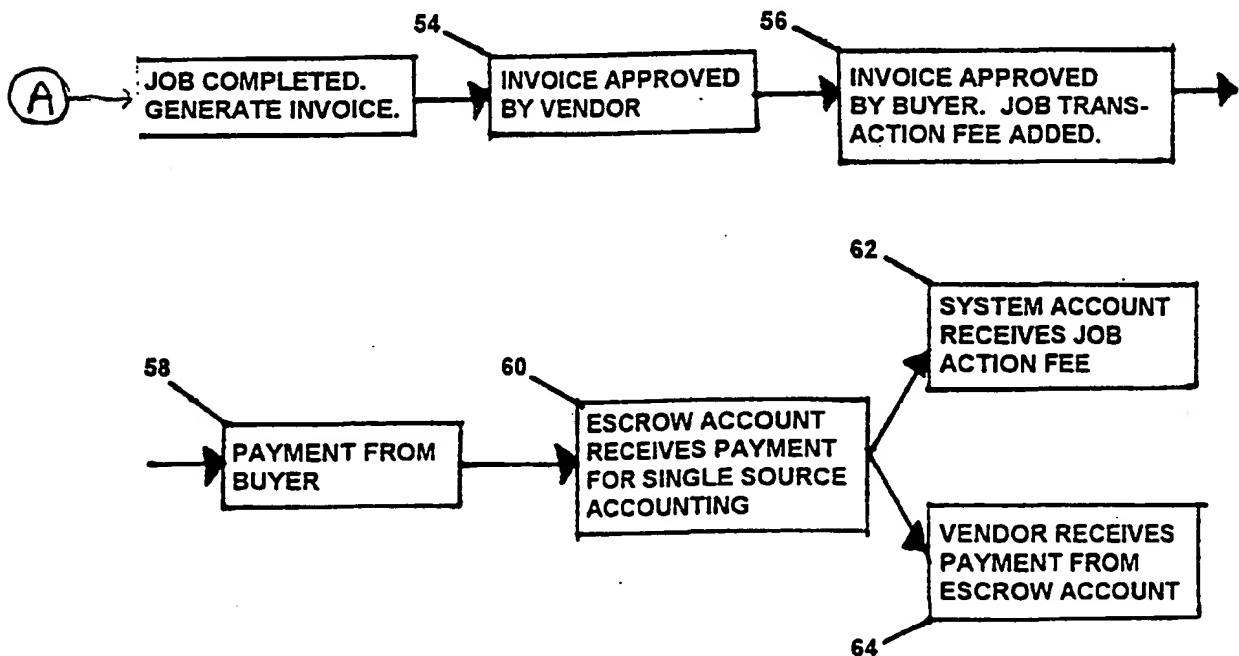 54
56
A
JOB COMPLETED.
GENERATE INVOICE.
INVOICE APPROVED
BY VENDOR
INVOICE APPROVED
BY BUYER. JOB TRANS-
ACTION FEE ADDED.
62
SYSTEM ACCOUNT
RECEIVES JOB
ACTION FEE
58
60
PAYMENT FROM
BUYER
ESCROW ACCOUNT
RECEIVES PAYMENT
FOR SINGLE SOURCE
ACCOUNTING
VENDOR RECEIVES
PAYMENT FROM
ESCROW ACCOUNT
64